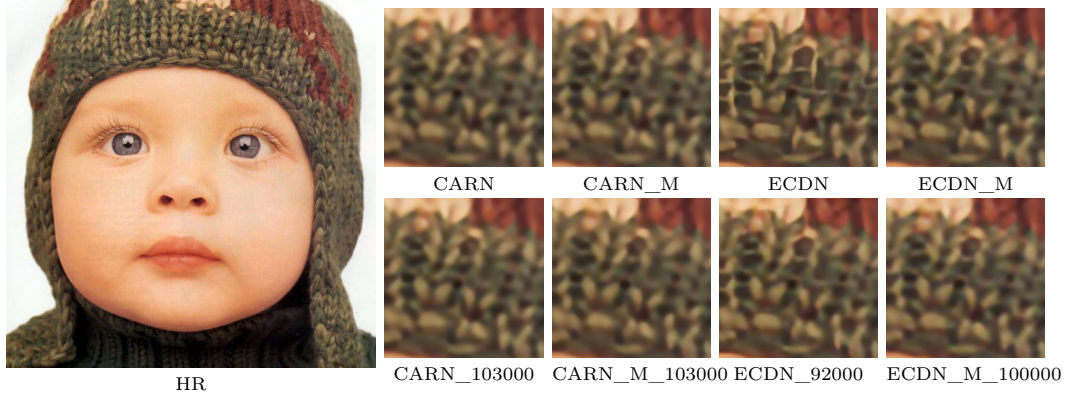 CARN
CARN_M
ECDN
ECDN_M
HR
CARN_103000
CARN_M_103000
ECDN_92000
ECDN_M_100000